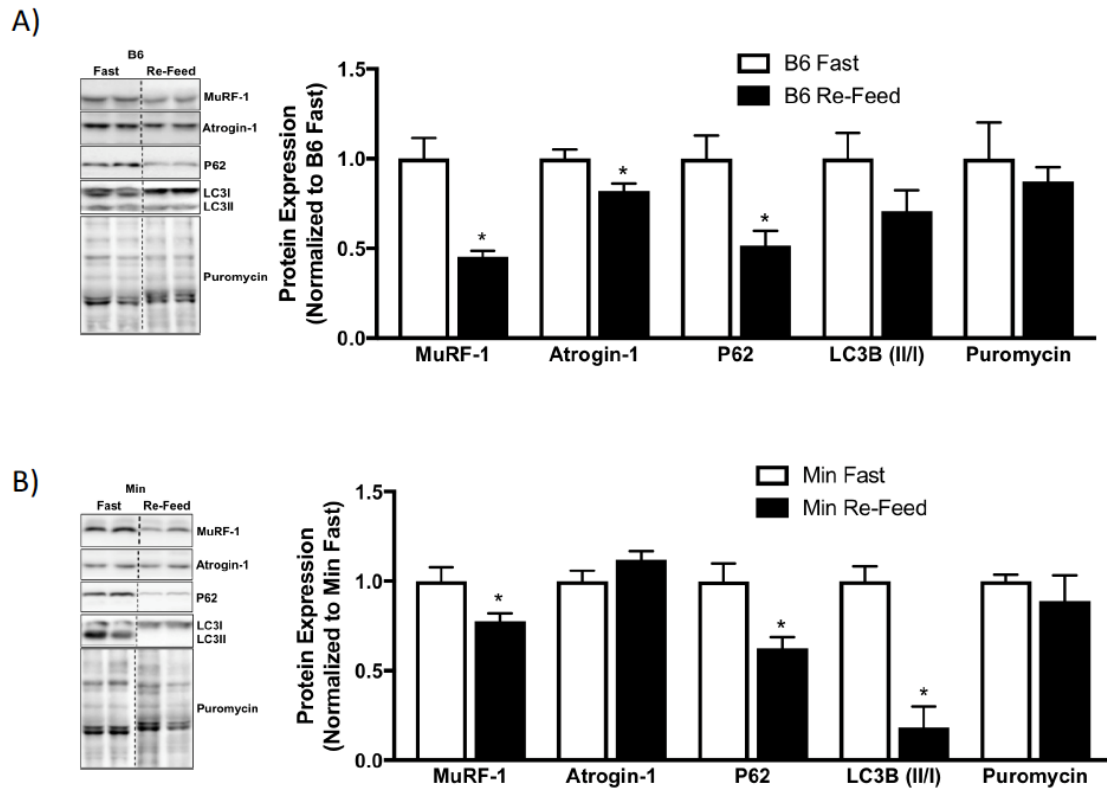 A)
B6
Fast Re-Feed
MuRF-1
Atrogin-1
P62
LC3I
LC3II
Puromycin
Protein Expression
(Normalized to B6 Fast)
1.5
1.0
0.5
0.0
B6 Fast
B6 Re-Feed
*
*
*
MuRF-1 Atrogin-1 P62 LC3B (II/I) Puromycin
B)
Min
Fast Re-Feed
MuRF-1
Atrogin-1
P62
LC3I
LC3II
Puromycin
Protein Expression
(Normalized to Min Fast)
1.5
1.0
0.5
0.0
Min Fast
Min Re-Feed
*
*
*
MuRF-1 Atrogin-1 P62 LC3B (II/I) Puromycin